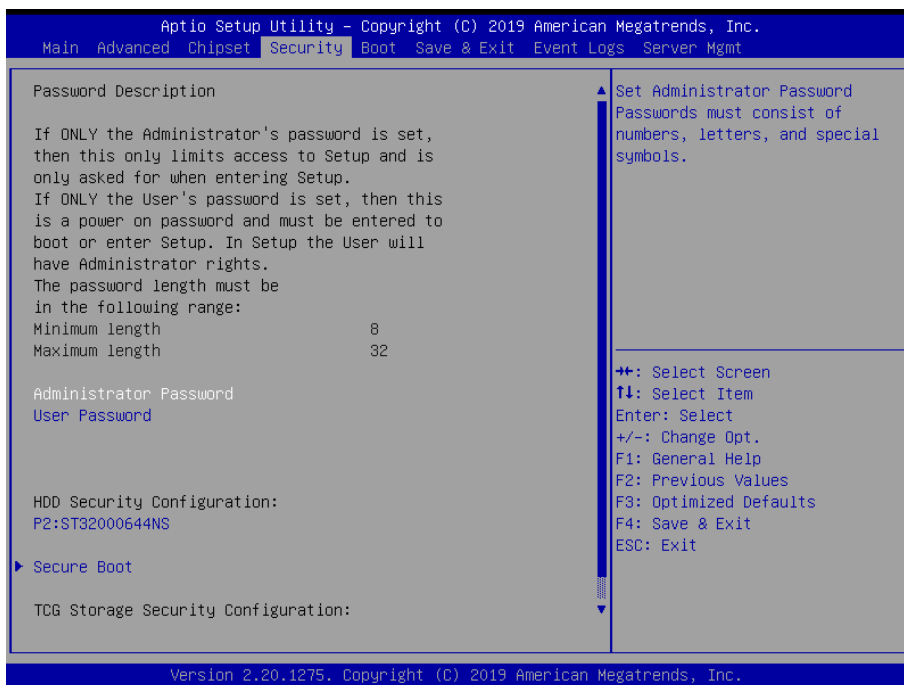 Aptio Setup Utility – Copyright (C) 2019 American Megatrends, Inc.
Main Advanced Chipset Security Boot Save & Exit Event Logs Server Mgmt
Password Description
If ONLY the Administrator's password is set,
then this only limits access to Setup and is
only asked for when entering Setup.
If ONLY the User's password is set, then this
is a power on password and must be entered to
boot or enter Setup. In Setup the User will
have Administrator rights.
The password length must be
in the following range:
Minimum length 8
Maximum length 32
Administrator Password
User Password
HDD Security Configuration:
P2:ST32000644NS
Secure Boot
TCG Storage Security Configuration:
Set Administrator Password
Passwords must consist of
numbers, letters, and special
symbols.
→←: Select Screen
↑↓: Select Item
Enter: Select
+/-: Change Opt.
F1: General Help
F2: Previous Values
F3: Optimized Defaults
F4: Save & Exit
ESC: Exit
Version 2.20.1275. Copyright (C) 2019 American Megatrends, Inc.